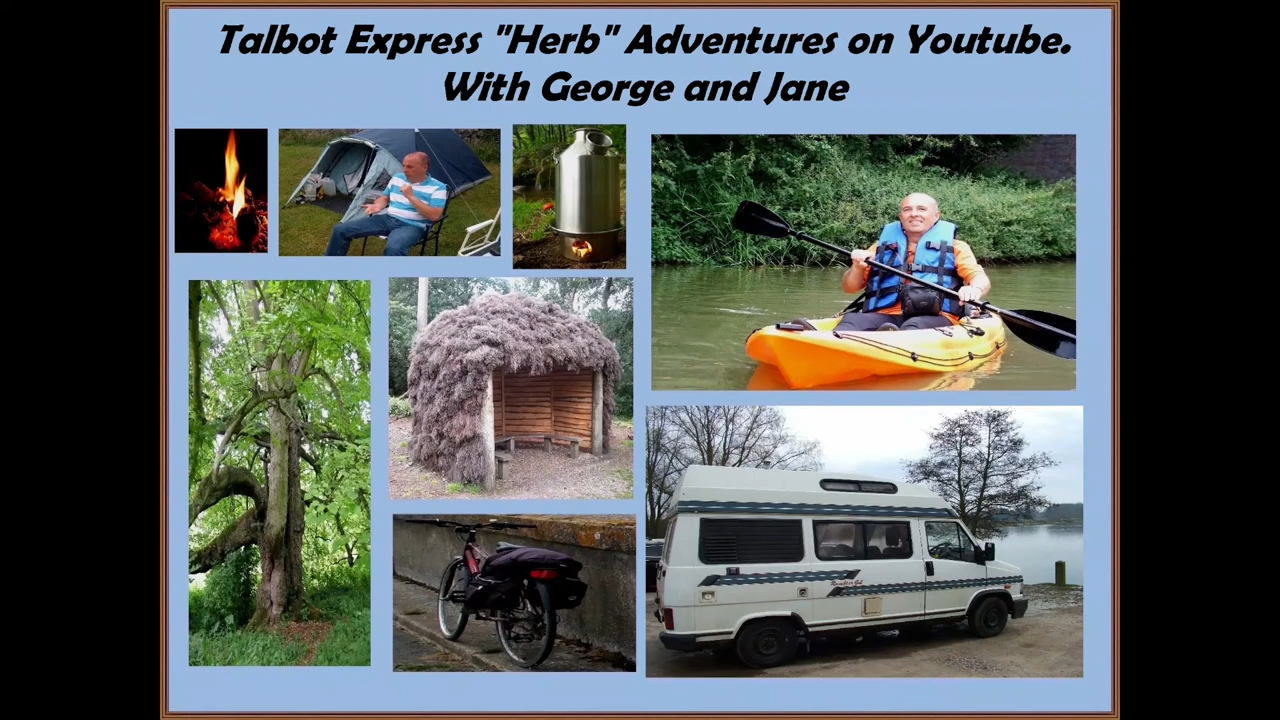 Talbot Express "Herb" Adventures on Youtube.
With George and Jane